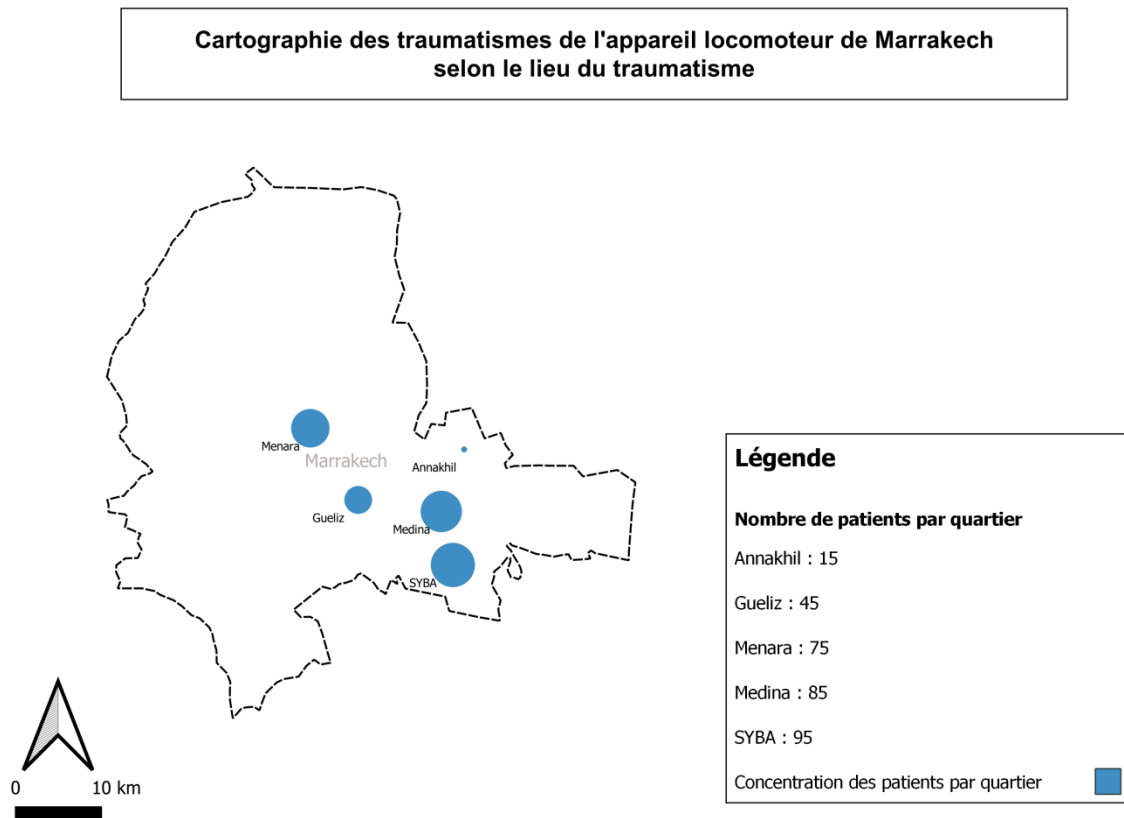 Cartographie des traumatismes de l'appareil locomoteur de Marrakech
selon le lieu du traumatisme
Menara
Marrakech
Annakhil
Gueliz
Medina
SYBA
Légende
Nombre de patients par quartier
Annakhil : 15
Gueliz : 45
Menara : 75
Medina : 85
SYBA : 95
Concentration des patients par quartier
0 10 km